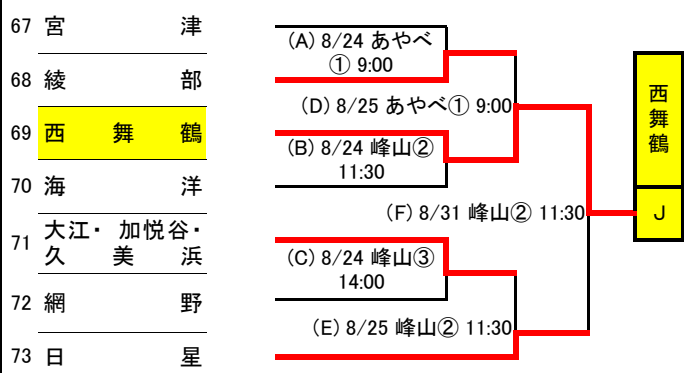 67 宮津
(A) 8/24 あやべ
① 9:00
68 綾部
(D) 8/25 あやべ① 9:00
69 西舞鶴
(B) 8/24 峰山②
11:30
70 海洋
(F) 8/31 峰山② 11:30
71 大江・加悦谷・
久美浜
(C) 8/24 峰山③
14:00
72 網野
(E) 8/25 峰山② 11:30
73 日星
西舞鶴
J